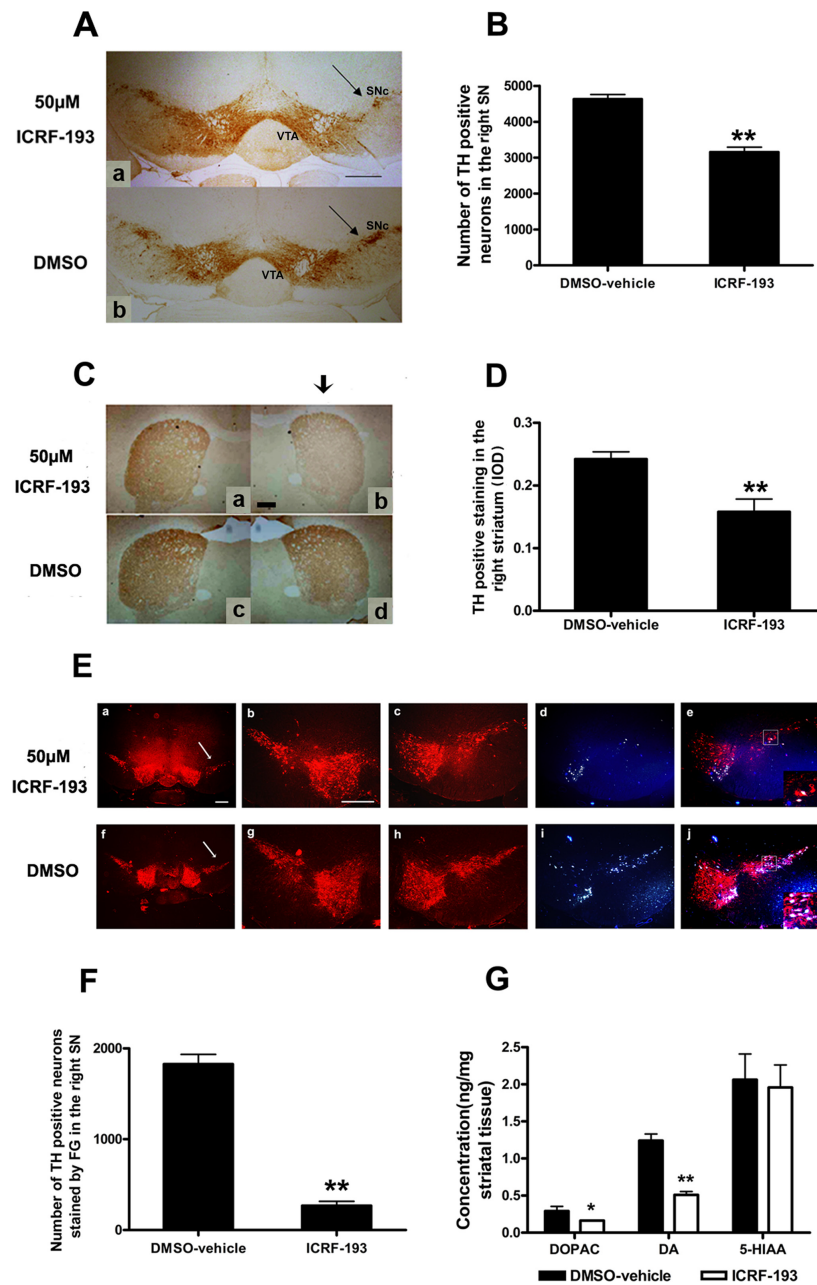 A
50µM
ICRF-193
SNc
VTA
a
DMSO
SNc
VTA
b
B
Number of TH positive
neurons in the right SN
5000
4000
3000
2000
1000
0
**
DMSO-vehicle
ICRF-193
C
50µM
ICRF-193
a
b
DMSO
c
d
D
TH positive staining in the
right striatum (IOD)
0.3
0.2
0.1
0.0
**
DMSO-vehicle
ICRF-193
E
50µM
ICRF-193
a
b
c
d
e
DMSO
f
g
h
i
j
F
Number of TH positive neurons
stained by FG in the right SN
2000
1000
0
**
DMSO-vehicle
ICRF-193
G
Concentration(ng/mg
striatal tissue)
2.5
2.0
1.5
1.0
0.5
0.0
*
**
DOPAC
DA
5-HIAA
DMSO-vehicle
ICRF-193